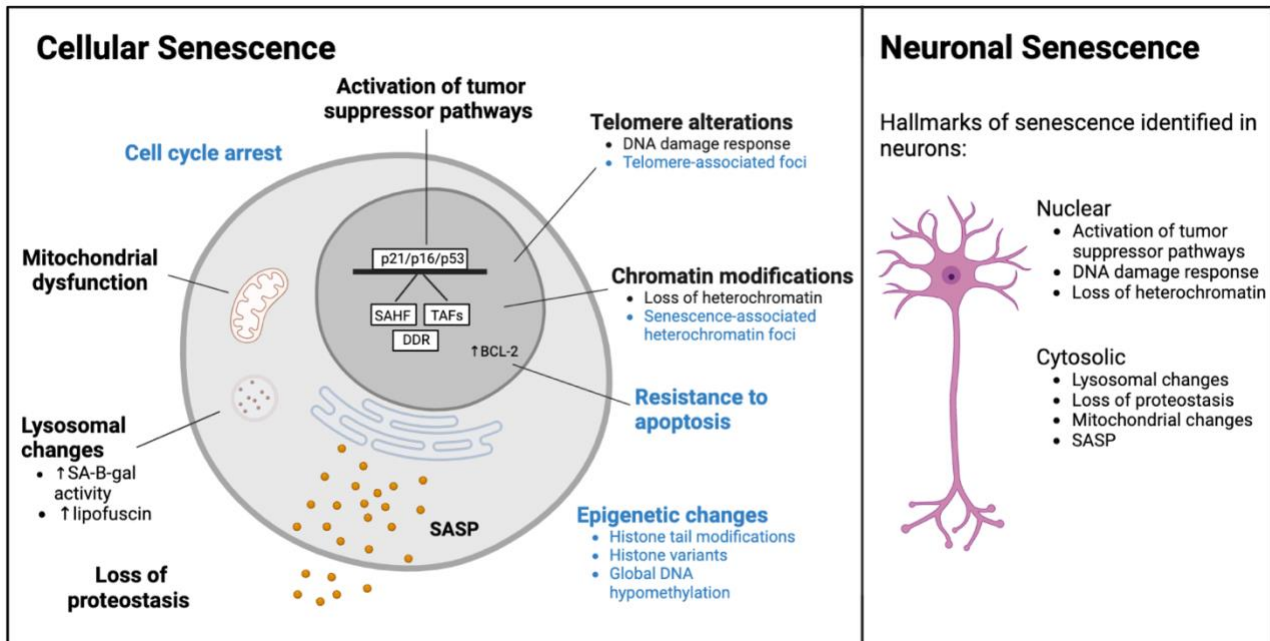 Cellular Senescence
Activation of tumor
suppressor pathways
Cell cycle arrest
Telomere alterations
• DNA damage response
• Telomere-associated foci
Mitochondrial
dysfunction
p21/p16/p53
SAHF
TAFs
DDR
↑BCL-2
Chromatin modifications
• Loss of heterochromatin
• Senescence-associated
heterochromatin foci
Resistance to
apoptosis
Lysosomal
changes
• ↑SA-B-gal
activity
• ↑lipofuscin
SASP
Epigenetic changes
• Histone tail modifications
• Histone variants
• Global DNA
hypomethylation
Loss of
proteostasis
Neuronal Senescence
Hallmarks of senescence identified in
neurons:
Nuclear
• Activation of tumor
suppressor pathways
• DNA damage response
• Loss of heterochromatin
Cytosolic
• Lysosomal changes
• Loss of proteostasis
• Mitochondrial changes
• SASP